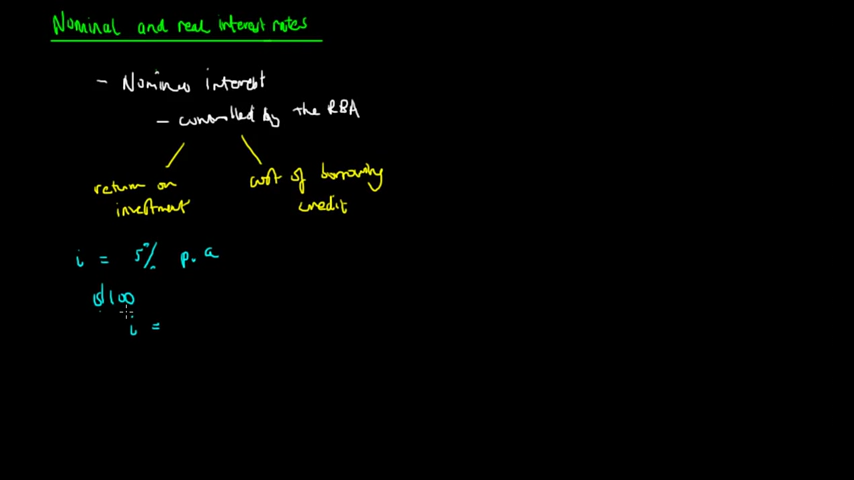 Nominal and real interest rates
- Nominal interest
- controlled by the RBA
return on investment
cost of borrowing credit
i = 5% p.a
$100
i =